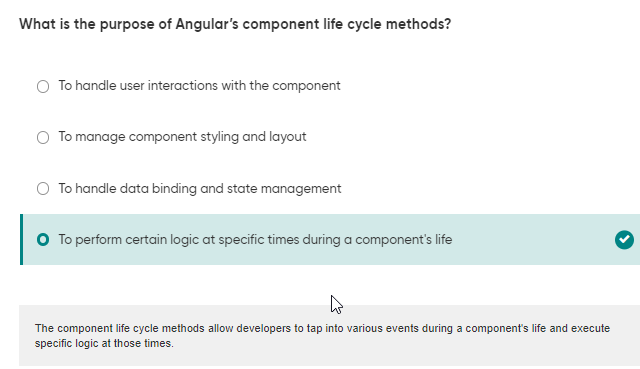 What is the purpose of Angular's component life cycle methods?
To handle user interactions with the component
To manage component styling and layout
To handle data binding and state management
To perform certain logic at specific times during a component's life
The component life cycle methods allow developers to tap into various events during a component's life and execute
specific logic at those times.